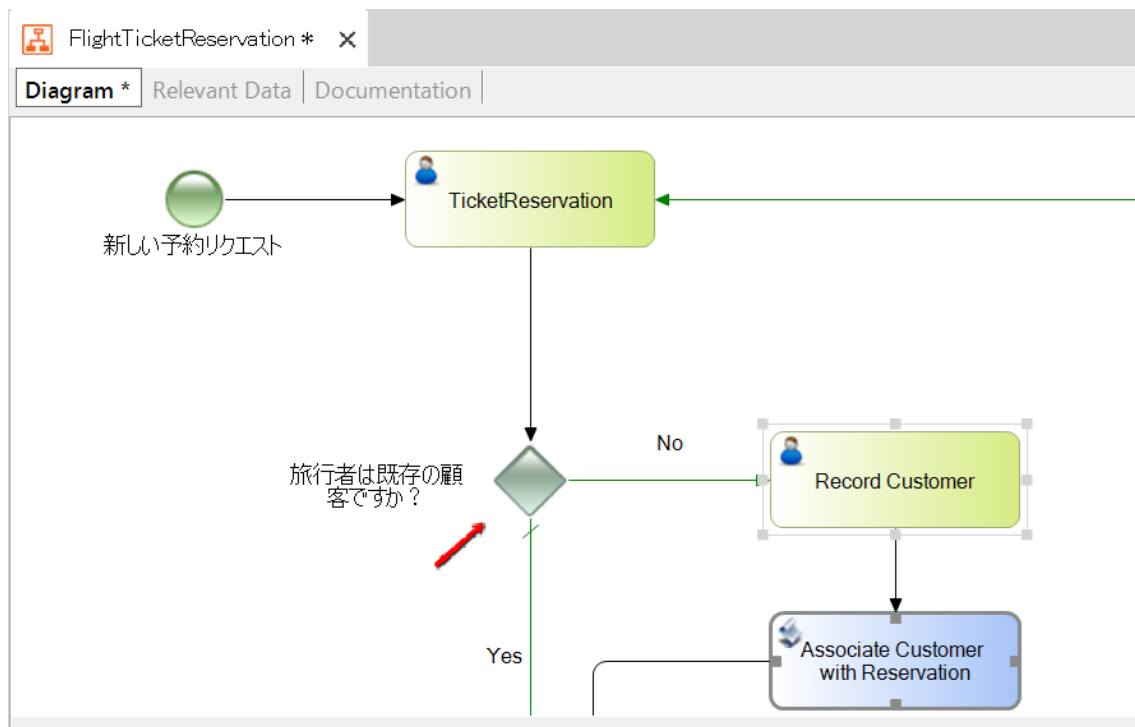 FlightTicketReservation *
Diagram * Relevant Data Documentation
TicketReservation
新しい予約リクエスト
No
旅行者は既存の顧
客ですか？
Record Customer
Yes
Associate Customer
with Reservation